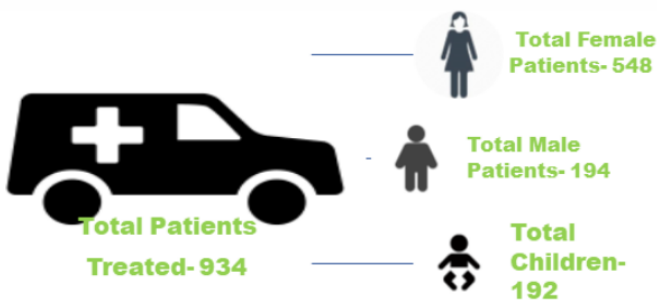 Total Female
Patients- 548
Total Male
Patients- 194
Total Patients
Treated- 934
Total
Children-
192